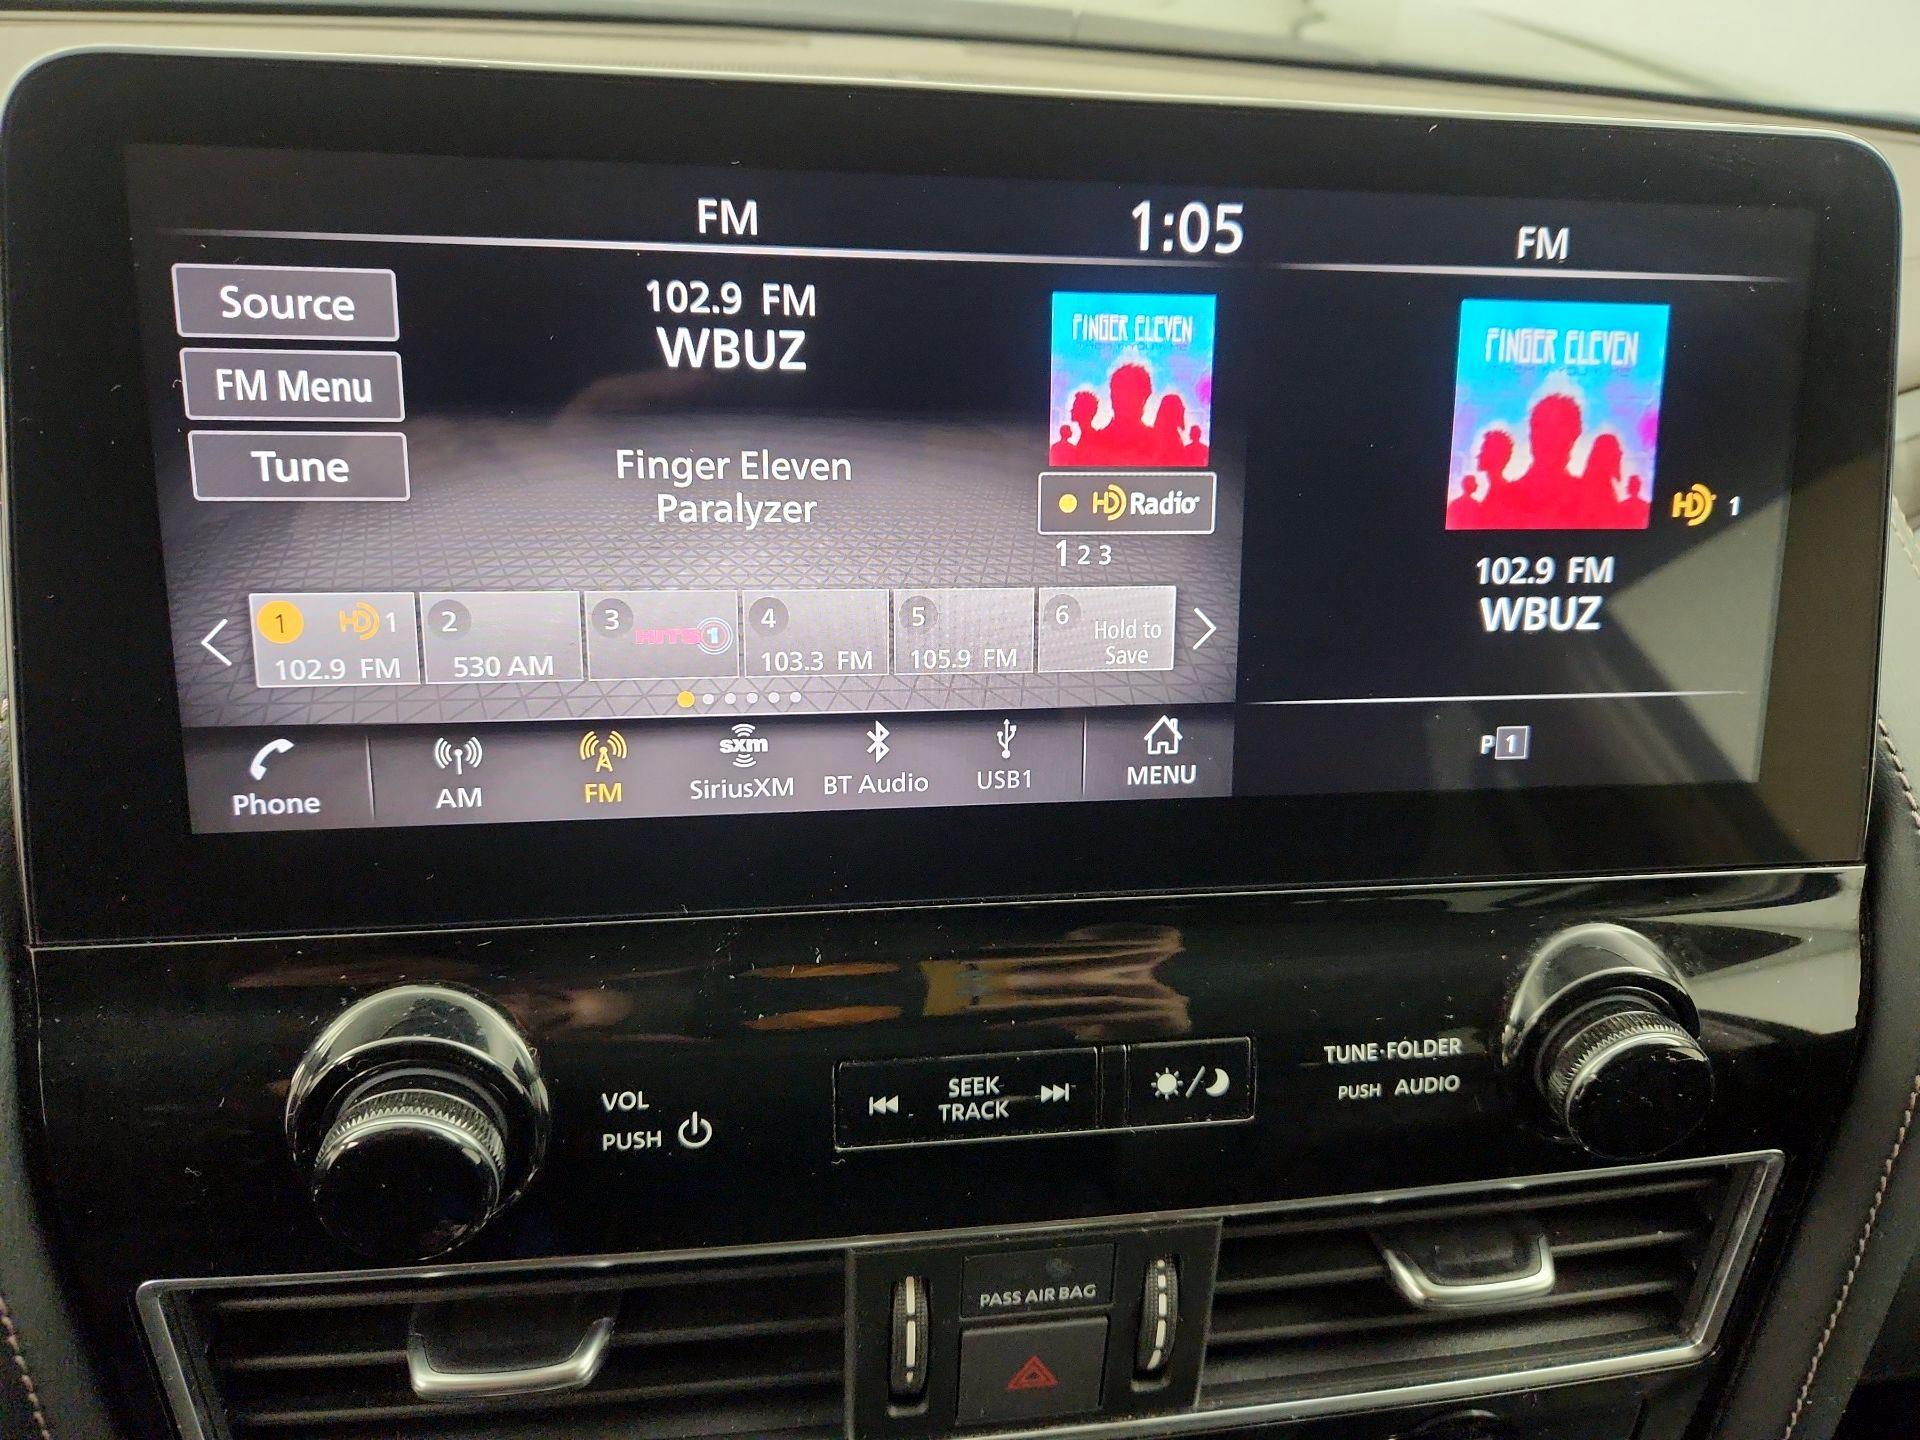 FM
1:05
FM
Source
FM Menu
Tune
102.9 FM
WBUZ
Finger Eleven
Paralyzer
FINGER ELEVEN
HD Radio
1 2 3
FINGER ELEVEN
HD 1
102.9 FM
WBUZ
P 1
1 HD 1
102.9 FM
2
530 AM
3
HITS 1
4
103.3 FM
5
105.9 FM
6
Hold to
Save
Phone
AM
FM
sxm
SiriusXM
BT Audio
USB1
MENU
VOL
PUSH
SEEK
TRACK
TUNE·FOLDER
PUSH AUDIO
PASS AIR BAG